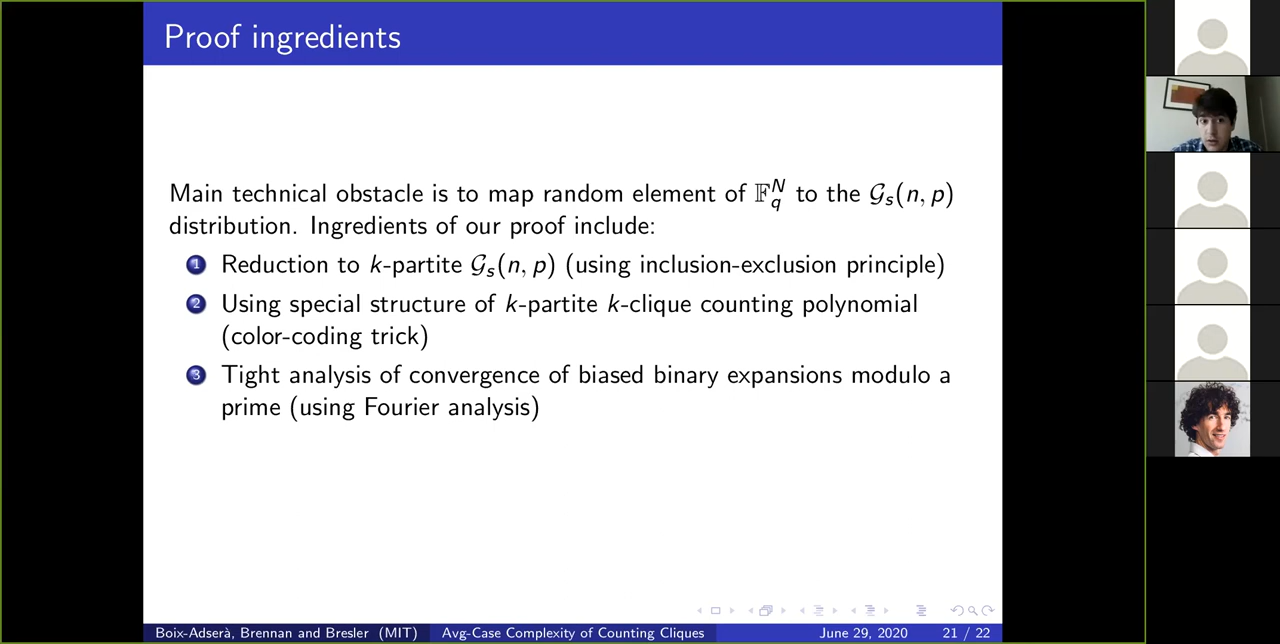 Proof ingredients
Main technical obstacle is to map random element of 𝔽_q^N to the 𝒢_s(n, p)
distribution. Ingredients of our proof include:
1 Reduction to k-partite 𝒢_s(n, p) (using inclusion-exclusion principle)
2 Using special structure of k-partite k-clique counting polynomial
(color-coding trick)
3 Tight analysis of convergence of biased binary expansions modulo a
prime (using Fourier analysis)
Boix-Adserà, Brennan and Bresler (MIT) Avg-Case Complexity of Counting Cliques June 29, 2020 21 / 22